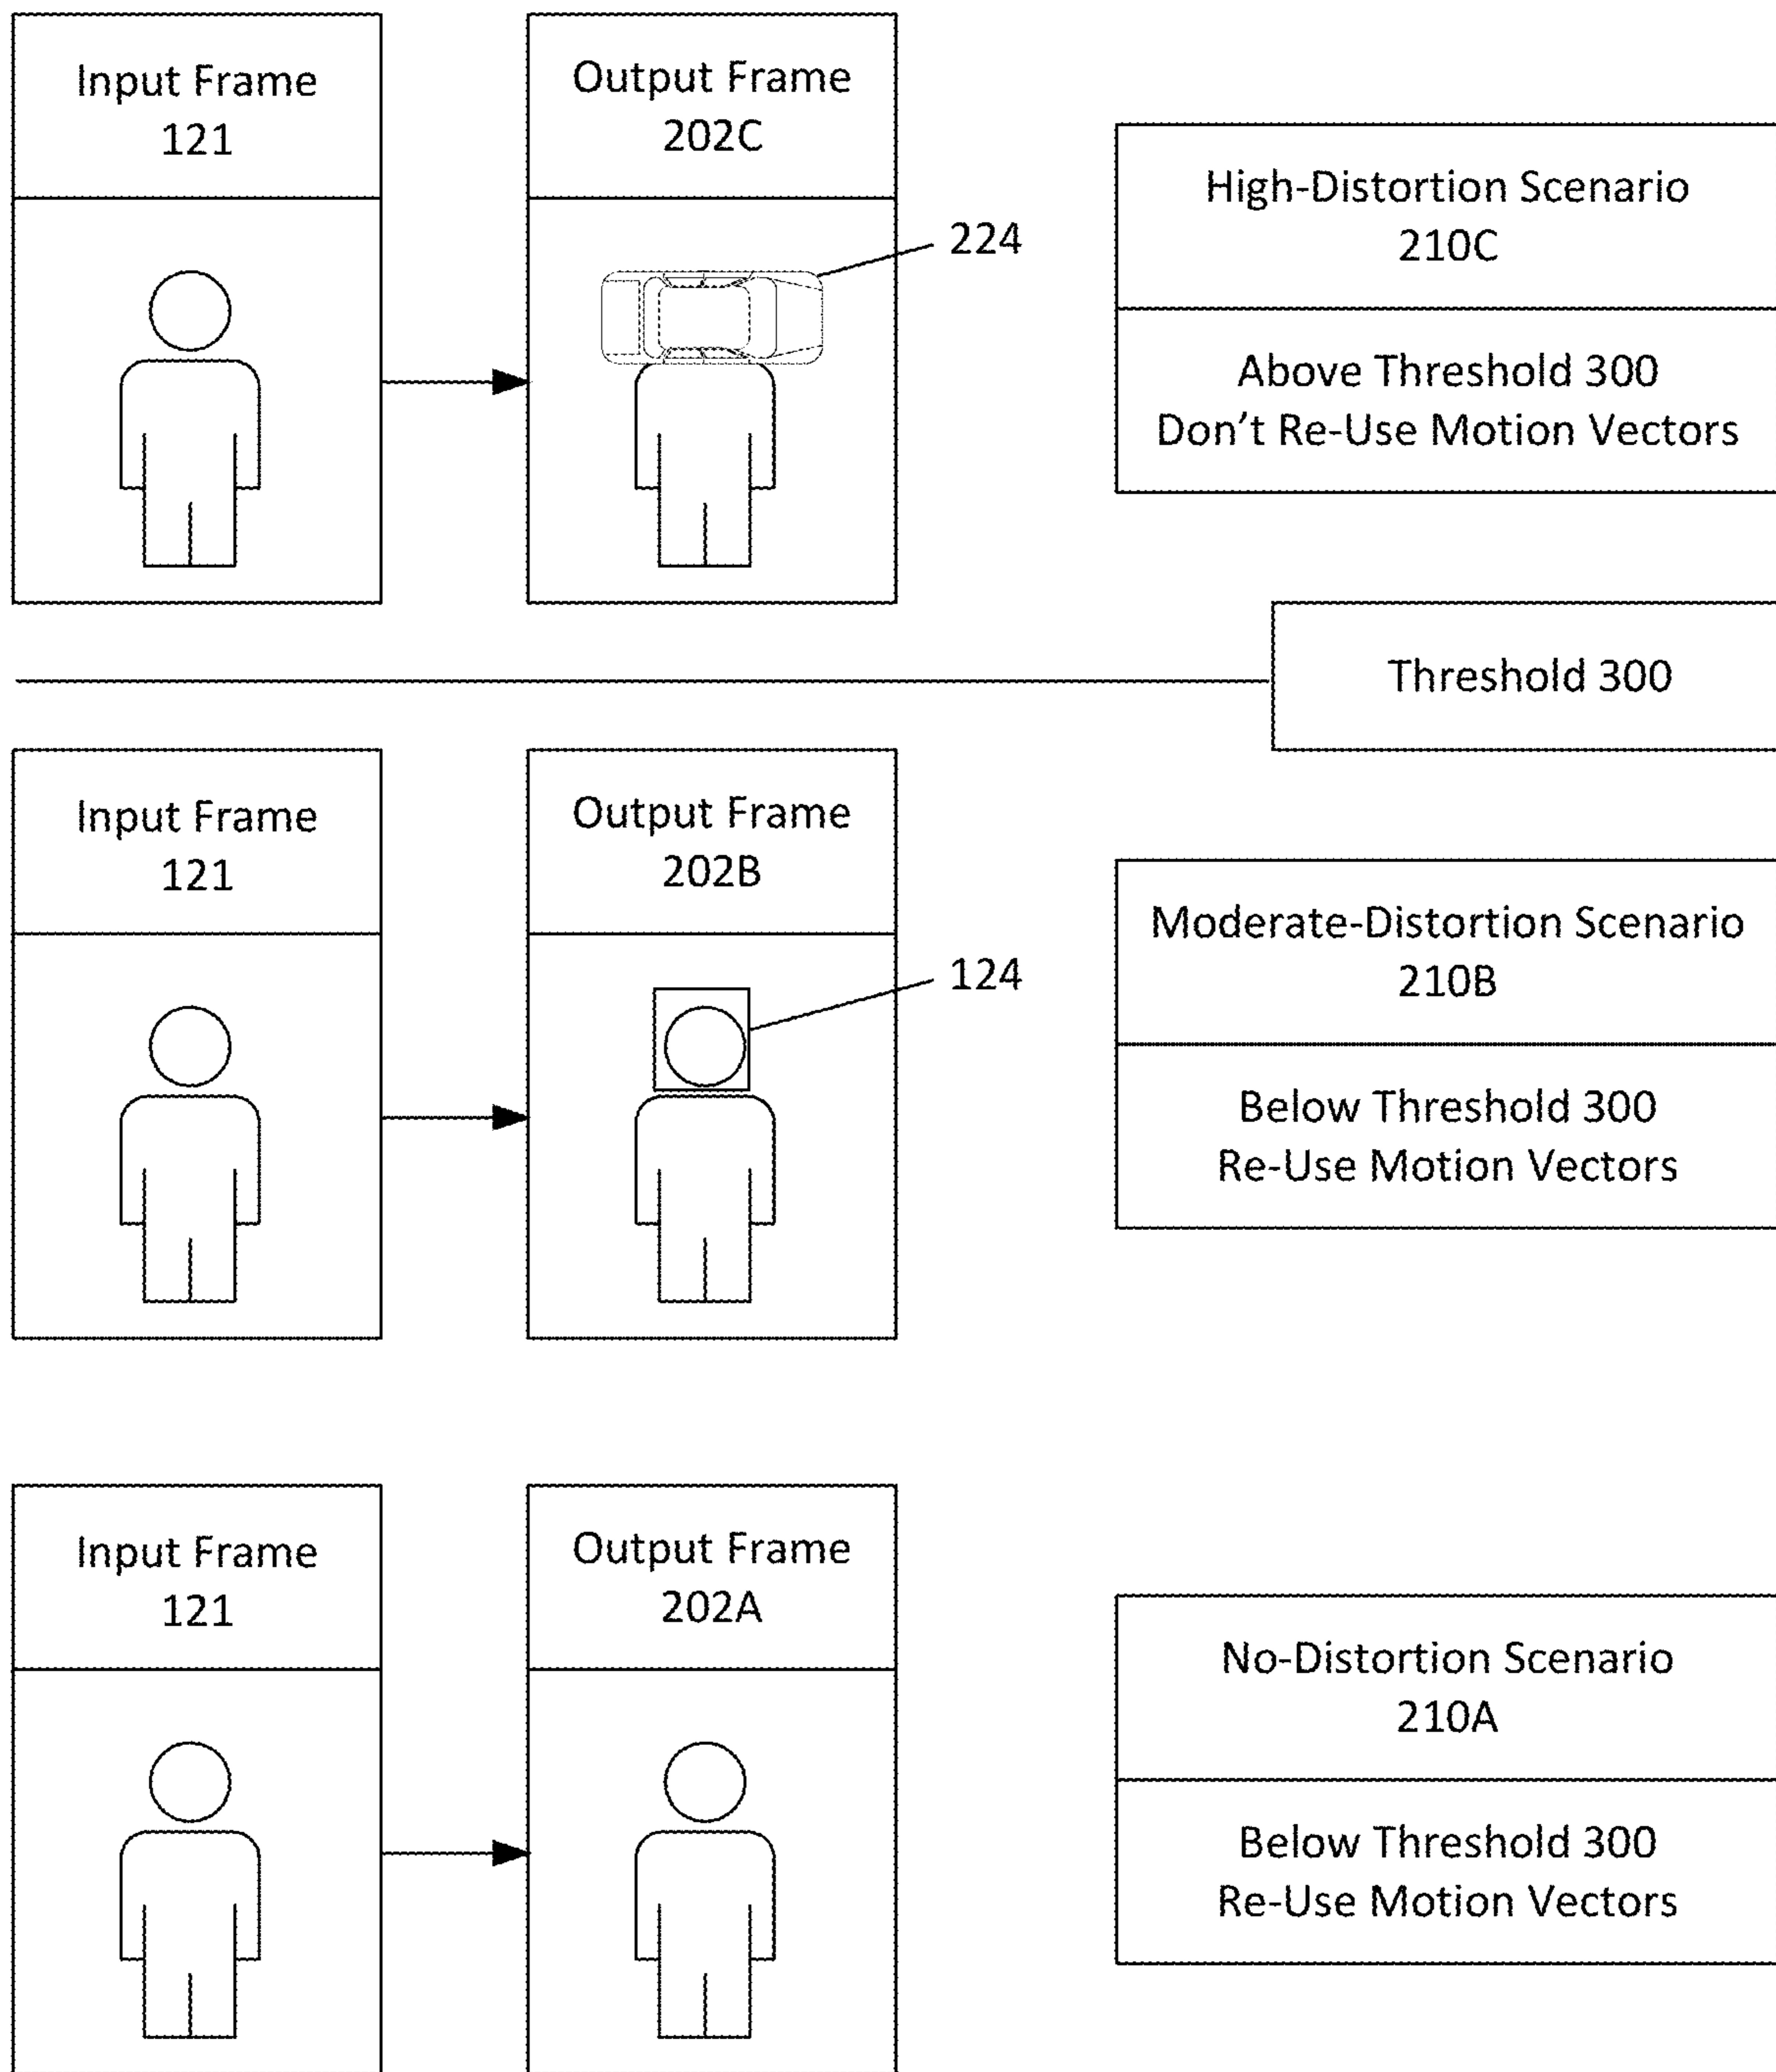 Input Frame
121
Output Frame
202C
224
High-Distortion Scenario
210C
Above Threshold 300
Don't Re-Use Motion Vectors
Threshold 300
Input Frame
121
Output Frame
202B
124
Moderate-Distortion Scenario
210B
Below Threshold 300
Re-Use Motion Vectors
Input Frame
121
Output Frame
202A
No-Distortion Scenario
210A
Below Threshold 300
Re-Use Motion Vectors